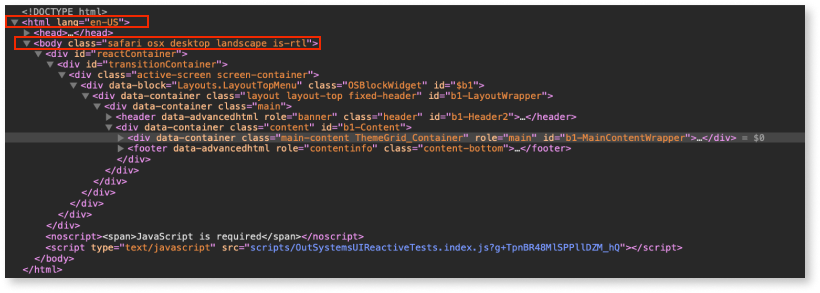 <!DOCTYPE html>
▼<html lang="en-US">
▶<head>…</head>
▼<body class="safari osx desktop landscape is-rtl">
▼<div id="reactContainer">
▼<div id="transitionContainer">
▼<div class="active-screen screen-container">
▼<div data-block="Layouts.LayoutTopMenu" class="OSBlockWidget" id="$b1">
▼<div data-container class="layout layout-top fixed-header" id="b1-LayoutWrapper">
▼<div data-container class="main">
▶<header data-advancedhtml role="banner" class="header" id="b1-Header2">…</header>
▼<div data-container class="content" id="b1-Content">
▶<div data-container class="main-content ThemeGrid_Container" role="main" id="b1-MainContentWrapper">…</div> = $0
▶<footer data-advancedhtml role="contentinfo" class="content-bottom">…</footer>
</div>
</div>
</div>
</div>
</div>
</div>
</div>
<noscript><span>JavaScript is required</span></noscript>
<script type="text/javascript" src="scripts/OutSystemsUIReactiveTests.index.js?g+TpnBR48MlSPPllDZM_hQ"></script>
</body>
</html>